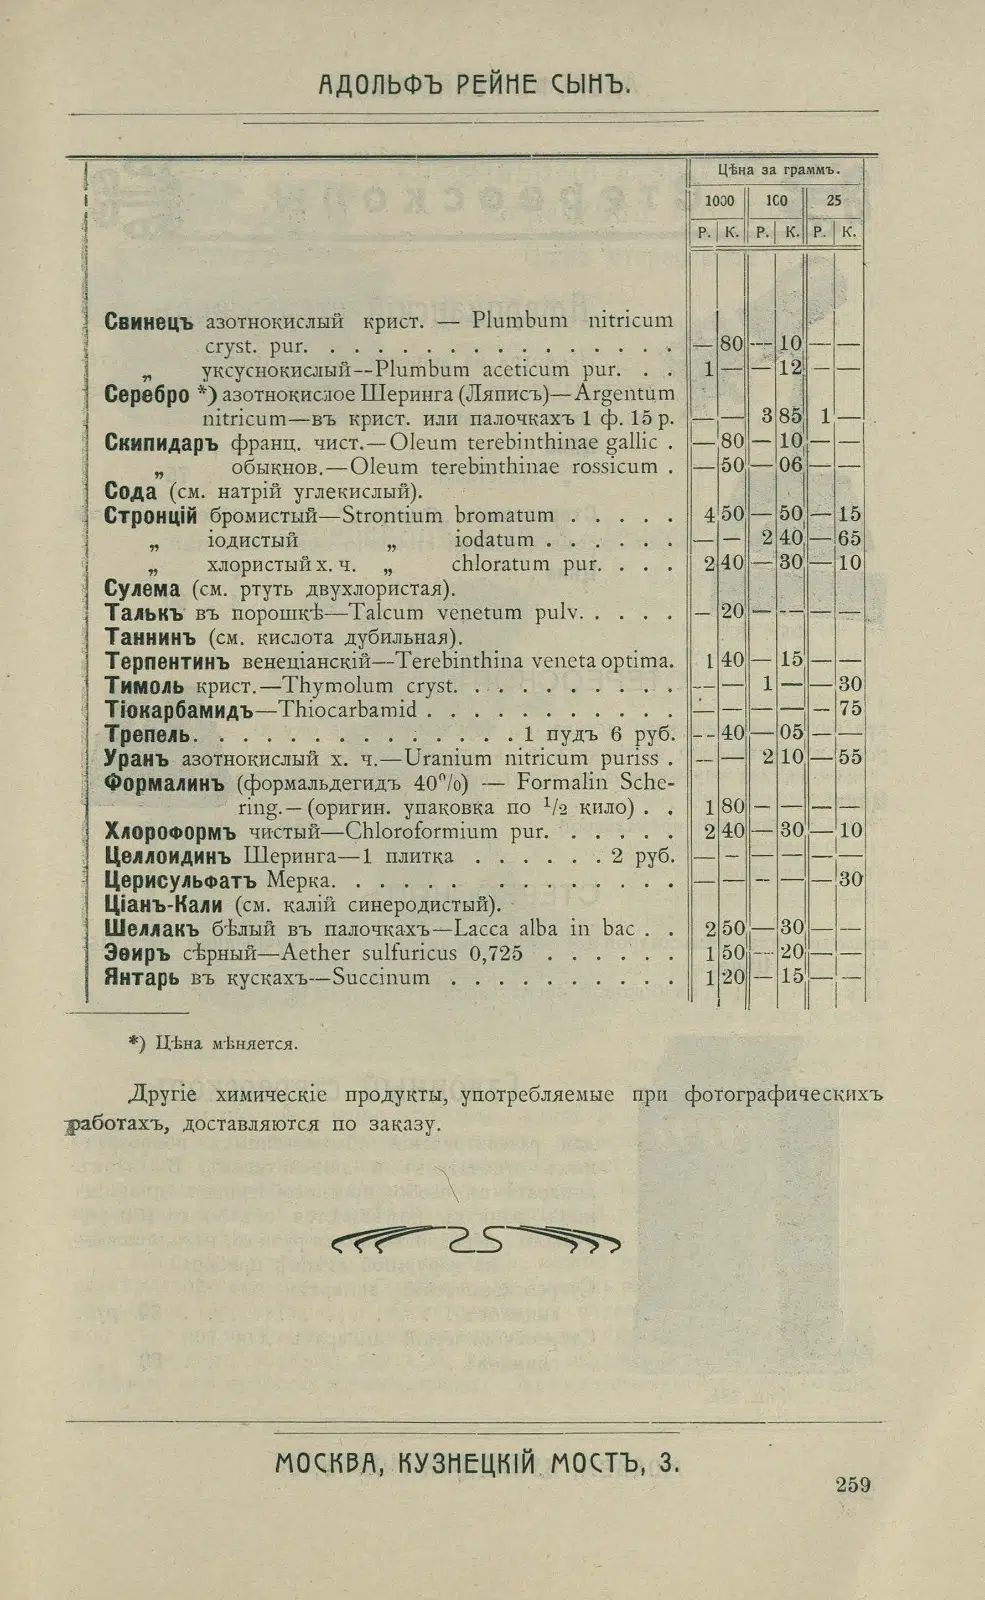 АДОЛЬФЪ РЕЙНЕ СЫНЪ.
Цѣна за граммъ.
1000 100 25
Р. К. Р. К. Р. К.
Свинецъ азотнокислый крист. — Plumbum nitricum
cryst. pur. . . . . . . . . . . . . . . — 80 — 10 — —
„ уксуснокислый—Plumbum aceticum pur. . . 1 — — 12 — —
Серебро *) азотнокислое Шеринга (Ляписъ)—Argentum
nitricum—въ крист. или палочкахъ 1 ф. 15 р. — — 3 85 1 —
Скипидаръ франц. чист.—Oleum terebinthinae gallic . — 80 — 10 — —
„ обыкнов.—Oleum terebinthinae rossicum . — 50 — 06 — —
Сода (см. натрій углекислый).
Стронцій бромистый—Strontium bromatum . . . . . 4 50 — 50 — 15
„ іодистый „ iodatum . . . . . . — — 2 40 — 65
„ хлористый х. ч. „ chloratum pur. . . . 2 40 — 30 — 10
Сулема (см. ртуть двухлористая).
Талькъ въ порошкѣ—Talcum venetum pulv. . . . . — 20 — — — —
Таннинъ (см. кислота дубильная).
Терпентинъ венеціанскій—Terebinthina veneta optima. 1 40 — 15 — —
Тимоль крист.—Thymolum cryst. . . . . . . . . . — — 1 — — 30
Тіокарбамидъ—Thiocarbamid . . . . . . . . . . . — — — — — 75
Трепель. . . . . . . . . . . . . . 1 пудъ 6 руб. — 40 — 05 — —
Уранъ азотнокислый х. ч.—Uranium nitricum puriss . — — 2 10 — 55
Формалинъ (формальдегидъ 40%) — Formalin Sche-
ring.—(оригин. упаковка по 1/2 кило) . . 1 80 — — — —
Хлороформъ чистый—Chloroformium pur. . . . . . 2 40 — 30 — 10
Целлоидинъ Шеринга—1 плитка . . . . . . 2 руб. — — — — — —
Церисульфатъ Мерка. . . . . . . . . . . . . . . — — — — — 30
Ціанъ-Кали (см. калій синеродистый).
Шеллакъ бѣлый въ палочкахъ—Lacca alba in bac . . 2 50 — 30 — —
Эѳиръ сѣрный—Aether sulfuricus 0,725 . . . . . . 1 50 — 20 — —
Янтарь въ кускахъ—Succinum . . . . . . . . . . 1 20 — 15 — —
*) Цѣна мѣняется.
Другіе химическіе продукты, употребляемые при фотографическихъ
работахъ, доставляются по заказу.
МОСКВА, КУЗНЕЦКІЙ МОСТЪ, 3.
259